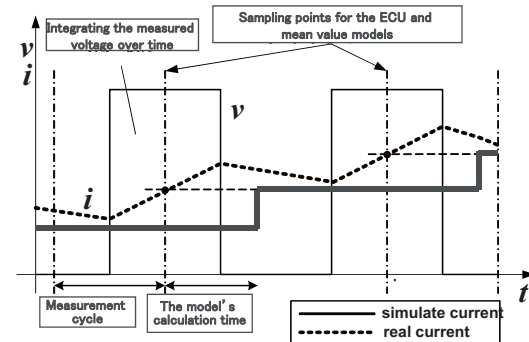 Integrating the measured
voltage over time
Sampling points for the ECU and
mean value models
v
i
v
i
t
Measurement
cycle
The model's
calculation time
simulate current
real current